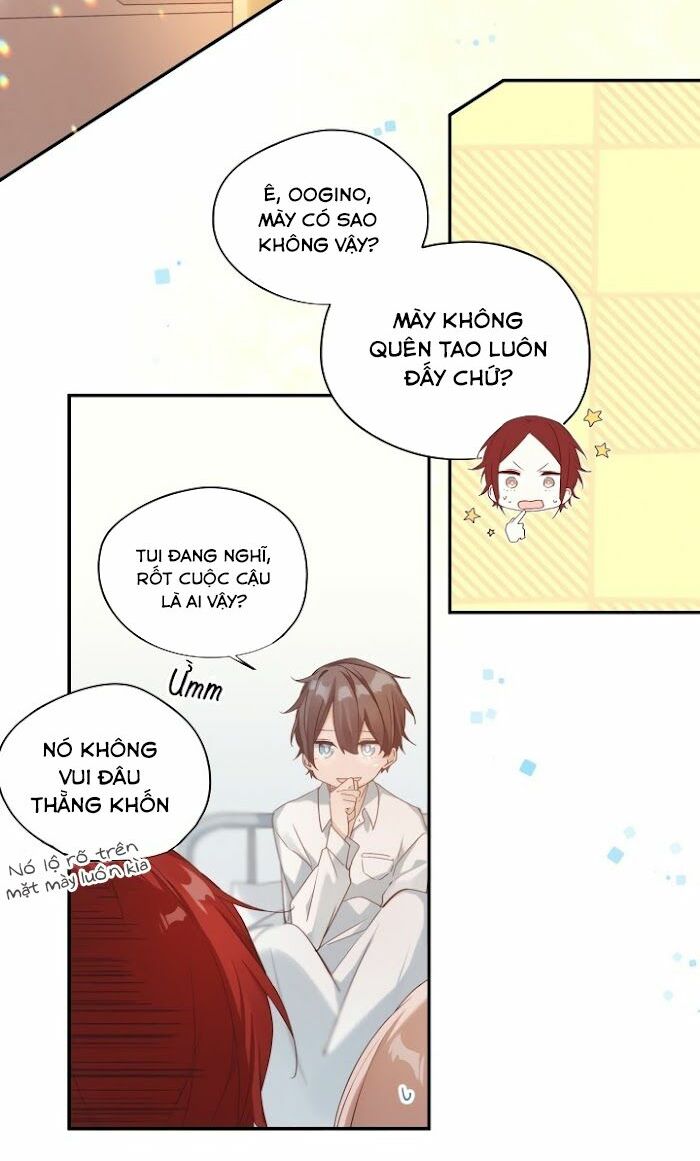 Ê, OOGINO,
MÀY CÓ SAO
KHÔNG VẬY?
MÀY KHÔNG
QUÊN TAO LUÔN
ĐẤY CHỨ?
TUI ĐANG NGHĨ,
RỐT CUỘC CẬU
LÀ AI VẬY?
Ửmm
NÓ KHÔNG
VUI ĐÂU
THẰNG KHỐN
Nó lộ rõ trên
mặt mày luôn kìa